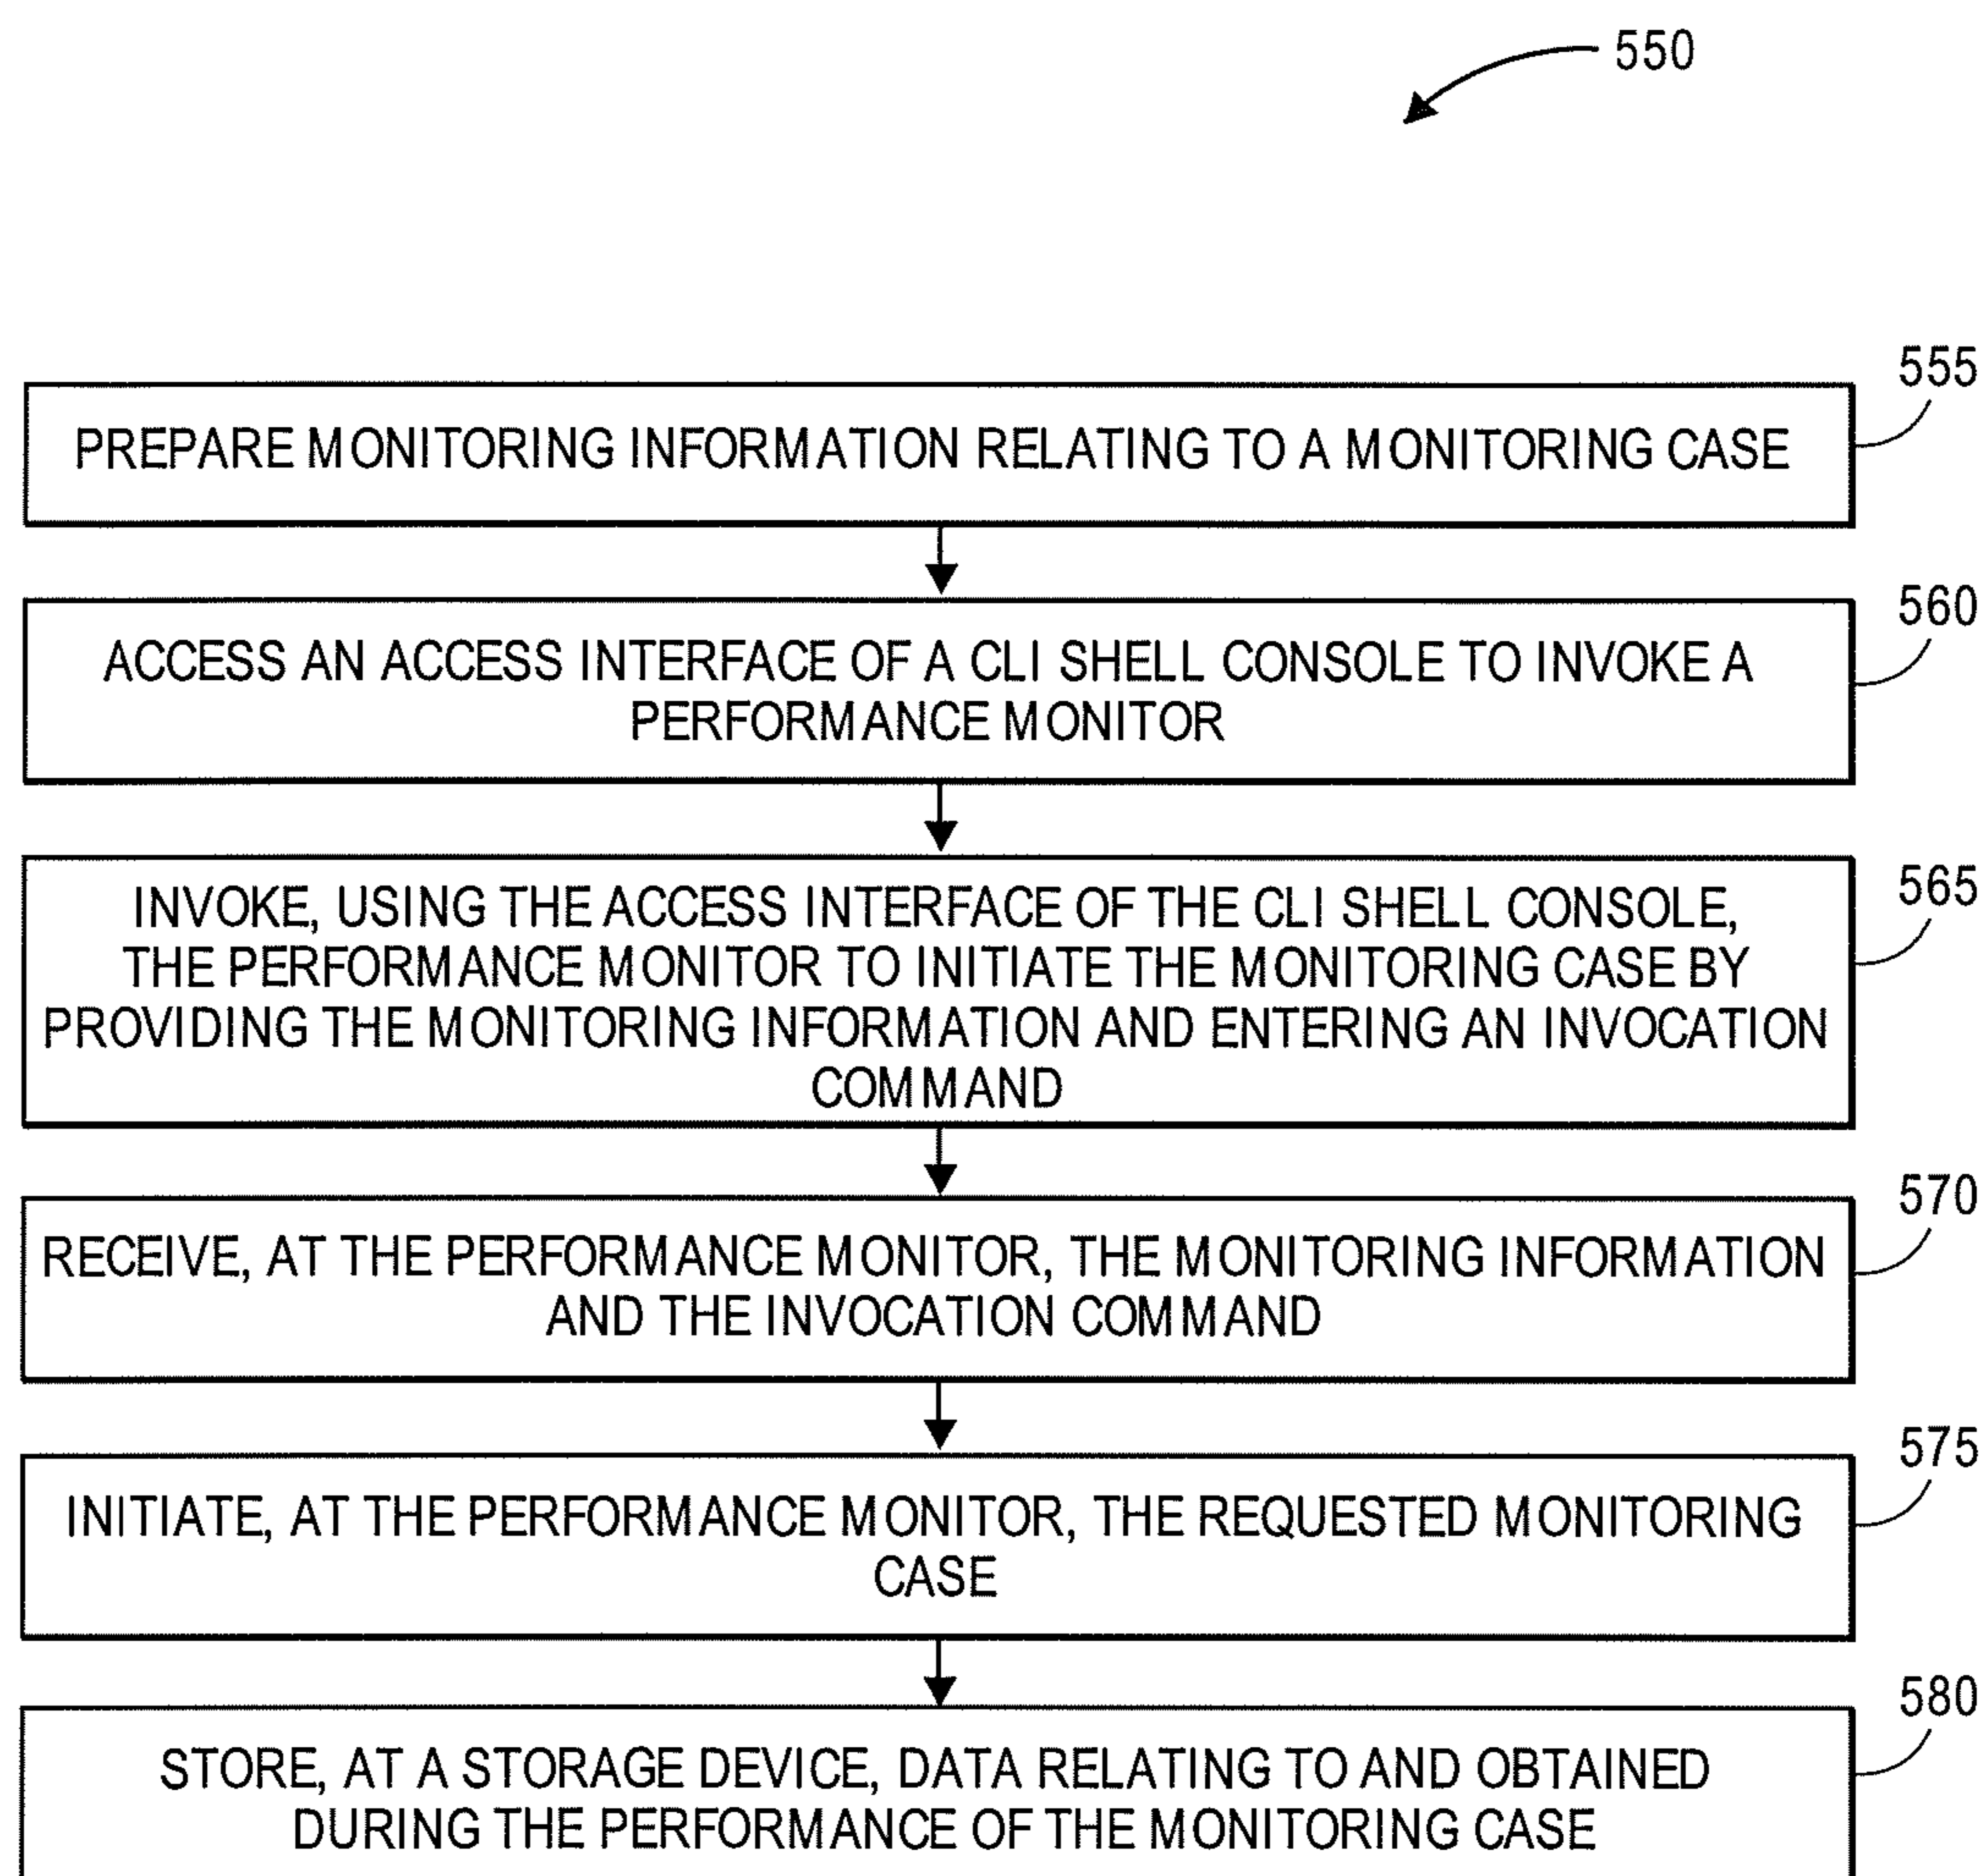 550
555
PREPARE MONITORING INFORMATION RELATING TO A MONITORING CASE
560
ACCESS AN ACCESS INTERFACE OF A CLI SHELL CONSOLE TO INVOKE A
PERFORMANCE MONITOR
565
INVOKE, USING THE ACCESS INTERFACE OF THE CLI SHELL CONSOLE,
THE PERFORMANCE MONITOR TO INITIATE THE MONITORING CASE BY
PROVIDING THE MONITORING INFORMATION AND ENTERING AN INVOCATION
COMMAND
570
RECEIVE, AT THE PERFORMANCE MONITOR, THE MONITORING INFORMATION
AND THE INVOCATION COMMAND
575
INITIATE, AT THE PERFORMANCE MONITOR, THE REQUESTED MONITORING
CASE
580
STORE, AT A STORAGE DEVICE, DATA RELATING TO AND OBTAINED
DURING THE PERFORMANCE OF THE MONITORING CASE